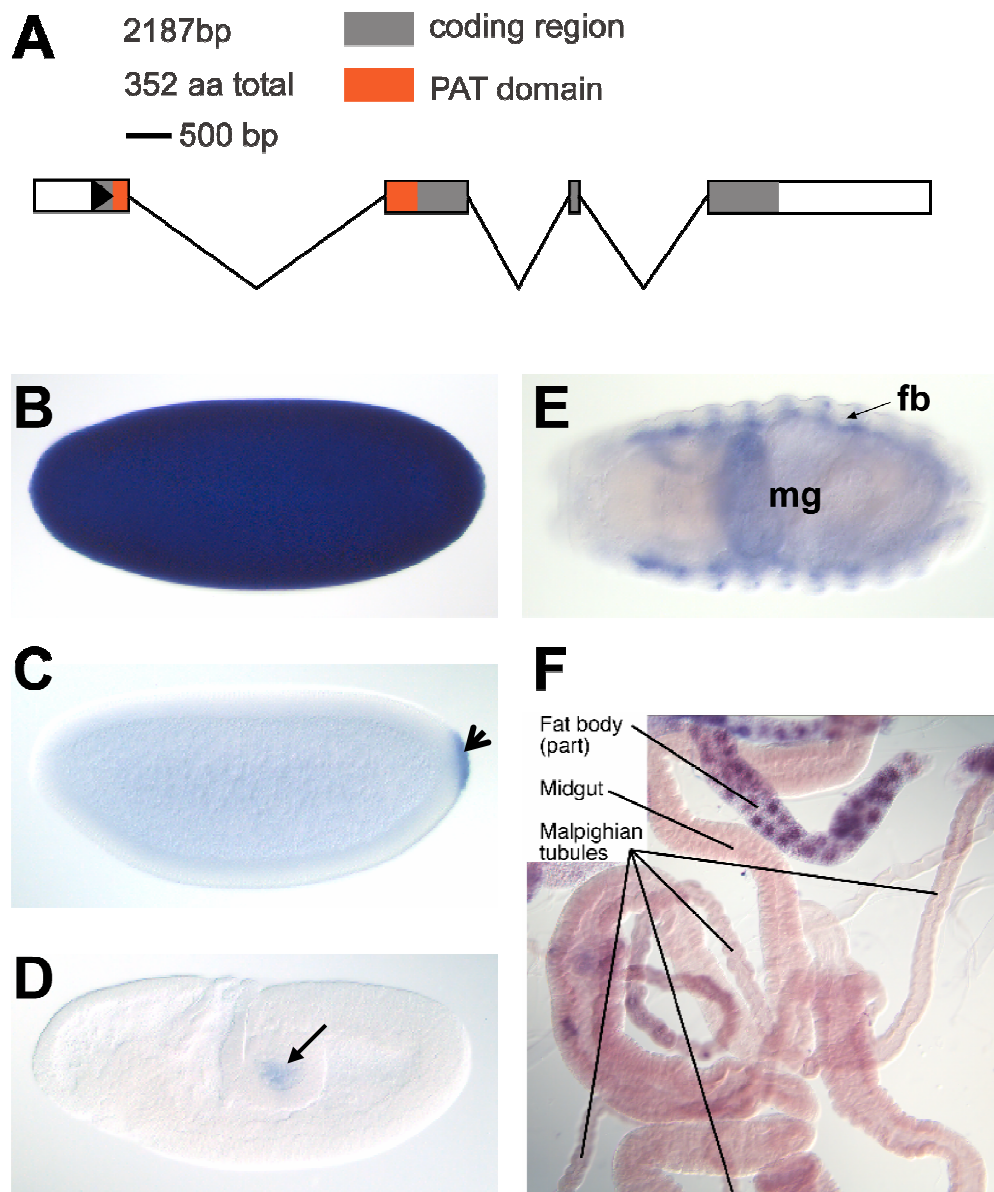 A
2187bp
coding region
352 aa total
PAT domain
500 bp
B
E
fb
mg
C
F
Fat body
(part)
Midgut
Malpighian
tubules
D